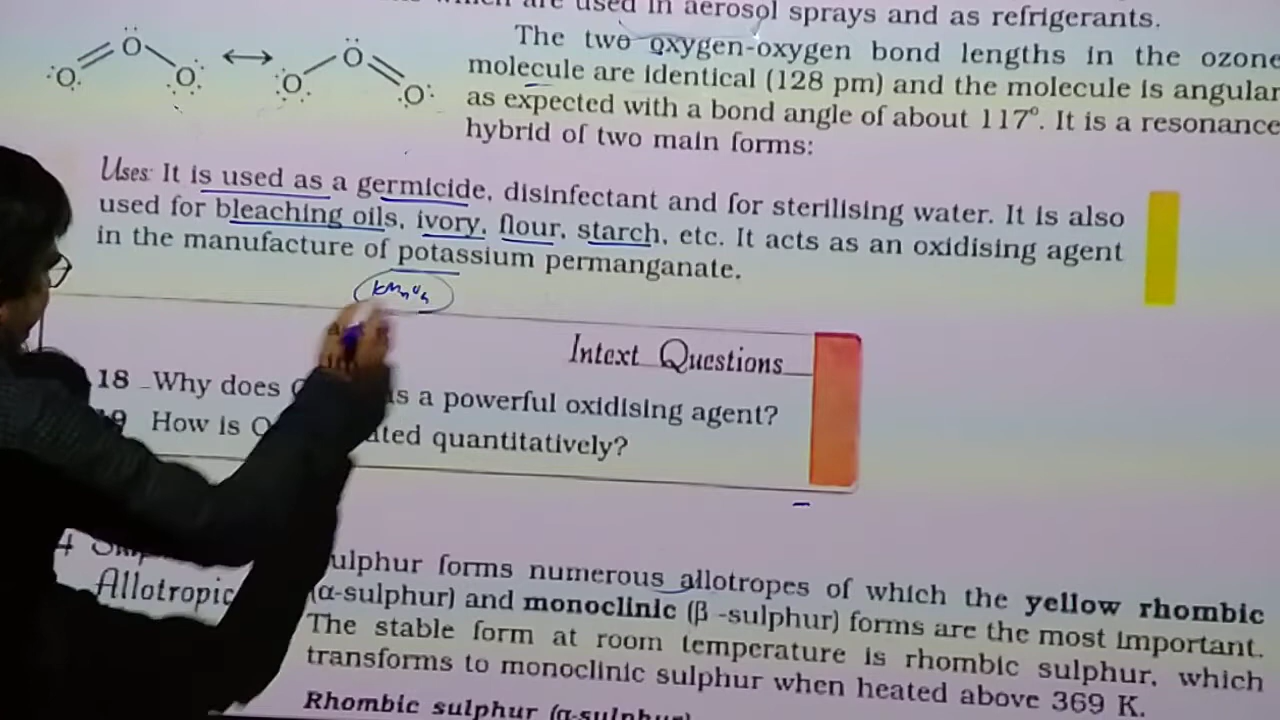 are used in aerosol sprays and as refrigerants.
The two oxygen-oxygen bond lengths in the ozone
molecule are identical (128 pm) and the molecule is angular
as expected with a bond angle of about 117°. It is a resonance
hybrid of two main forms:
O O O ↔ O O O
Uses: It is used as a germicide, disinfectant and for sterilising water. It is also
used for bleaching oils, ivory, flour, starch, etc. It acts as an oxidising agent
in the manufacture of potassium permanganate.
KMnO4
Intext Questions
18 Why does is a powerful oxidising agent?
9 How is O quantitatively?
sulphur forms numerous allotropes of which the yellow rhombic
Allotropic (α-sulphur) and monoclinic (β -sulphur) forms are the most important.
The stable form at room temperature is rhombic sulphur, which
transforms to monoclinic sulphur when heated above 369 K.
Rhombic sulphur (α-sulphur)